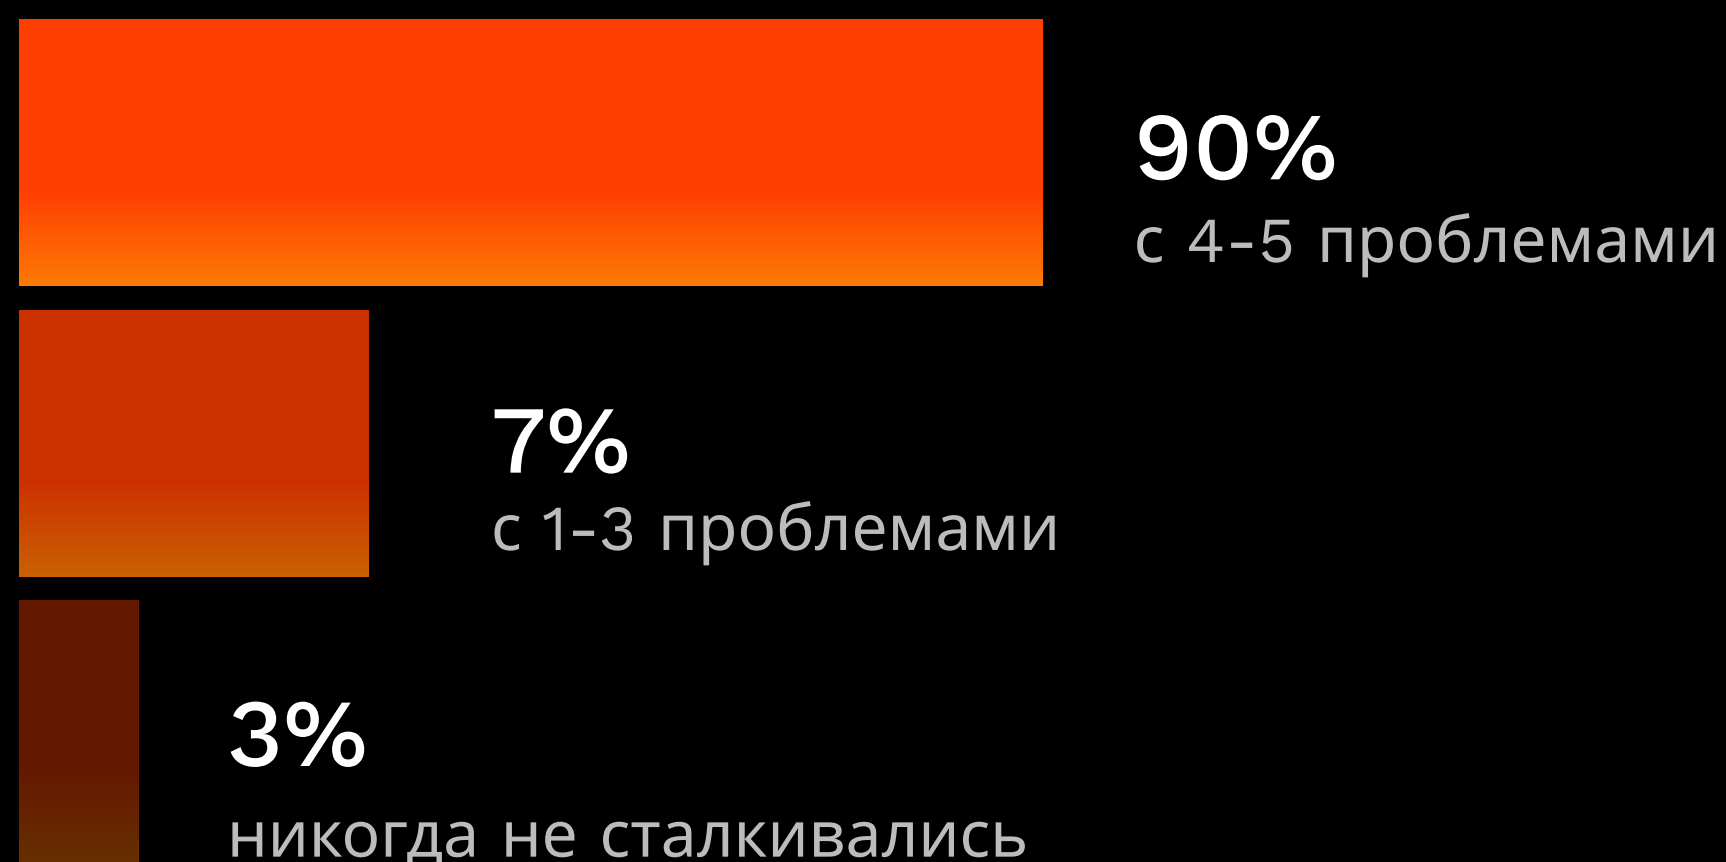 90%
с 4-5 проблемами
7%
с 1-3 проблемами
3%
никогда не сталкивались